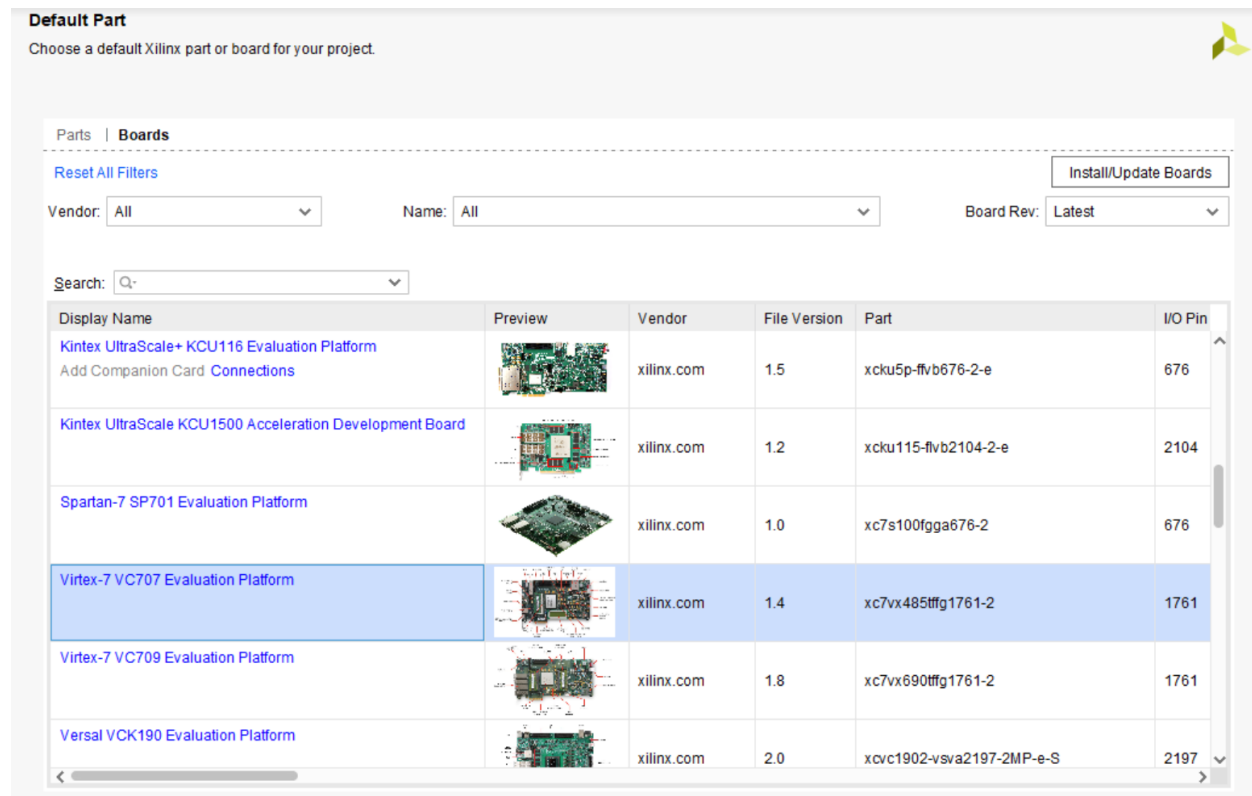 Default Part
Choose a default Xilinx part or board for your project.
Parts | Boards
Reset All Filters
Install/Update Boards
Vendor: All
Name: All
Board Rev: Latest
Search:
Display Name Preview Vendor File Version Part I/O Pin
Kintex UltraScale+ KCU116 Evaluation Platform
Add Companion Card Connections
xilinx.com 1.5 xcku5p-ffvb676-2-e 676
Kintex UltraScale KCU1500 Acceleration Development Board
xilinx.com 1.2 xcku115-flvb2104-2-e 2104
Spartan-7 SP701 Evaluation Platform
xilinx.com 1.0 xc7s100fgga676-2 676
Virtex-7 VC707 Evaluation Platform
xilinx.com 1.4 xc7vx485tffg1761-2 1761
Virtex-7 VC709 Evaluation Platform
xilinx.com 1.8 xc7vx690tffg1761-2 1761
Versal VCK190 Evaluation Platform
xilinx.com 2.0 xcvc1902-vsva2197-2MP-e-S 2197